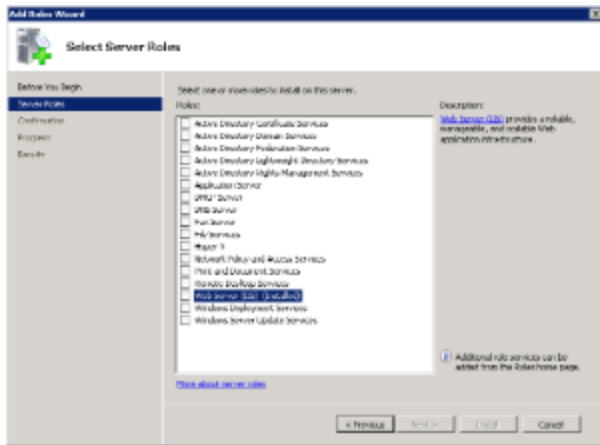 Add Roles Wizard
Select Server Roles
Before You Begin
Server Roles
Confirmation
Progress
Results
Select one or more roles to install on this server.
Roles:
Active Directory Certificate Services
Active Directory Domain Services
Active Directory Federation Services
Active Directory Lightweight Directory Services
Active Directory Rights Management Services
Application Server
DHCP Server
DNS Server
Fax Server
File Services
Hyper-V
Network Policy and Access Services
Print and Document Services
Remote Desktop Services
Web Server (IIS) (Installed)
Windows Deployment Services
Windows Server Update Services
More about server roles
Description:
Web Server (IIS) provides a reliable,
manageable, and scalable Web
application infrastructure.
Additional role services can be
added from the Roles home page.
< Previous
Next >
Install
Cancel